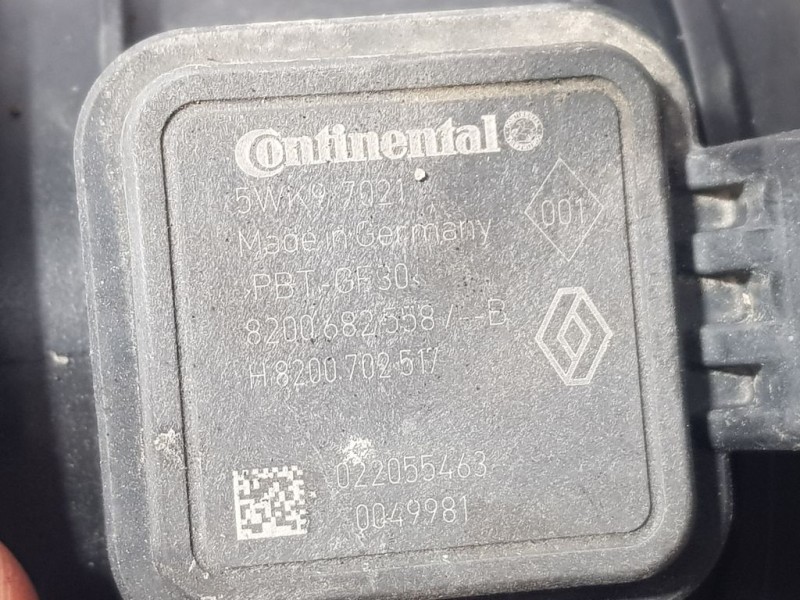 Continental
5WK9 7021
Made in Germany
001
PBT-GF30
8200 682 558 /--B
H 8200 702 517
022055463
0049981